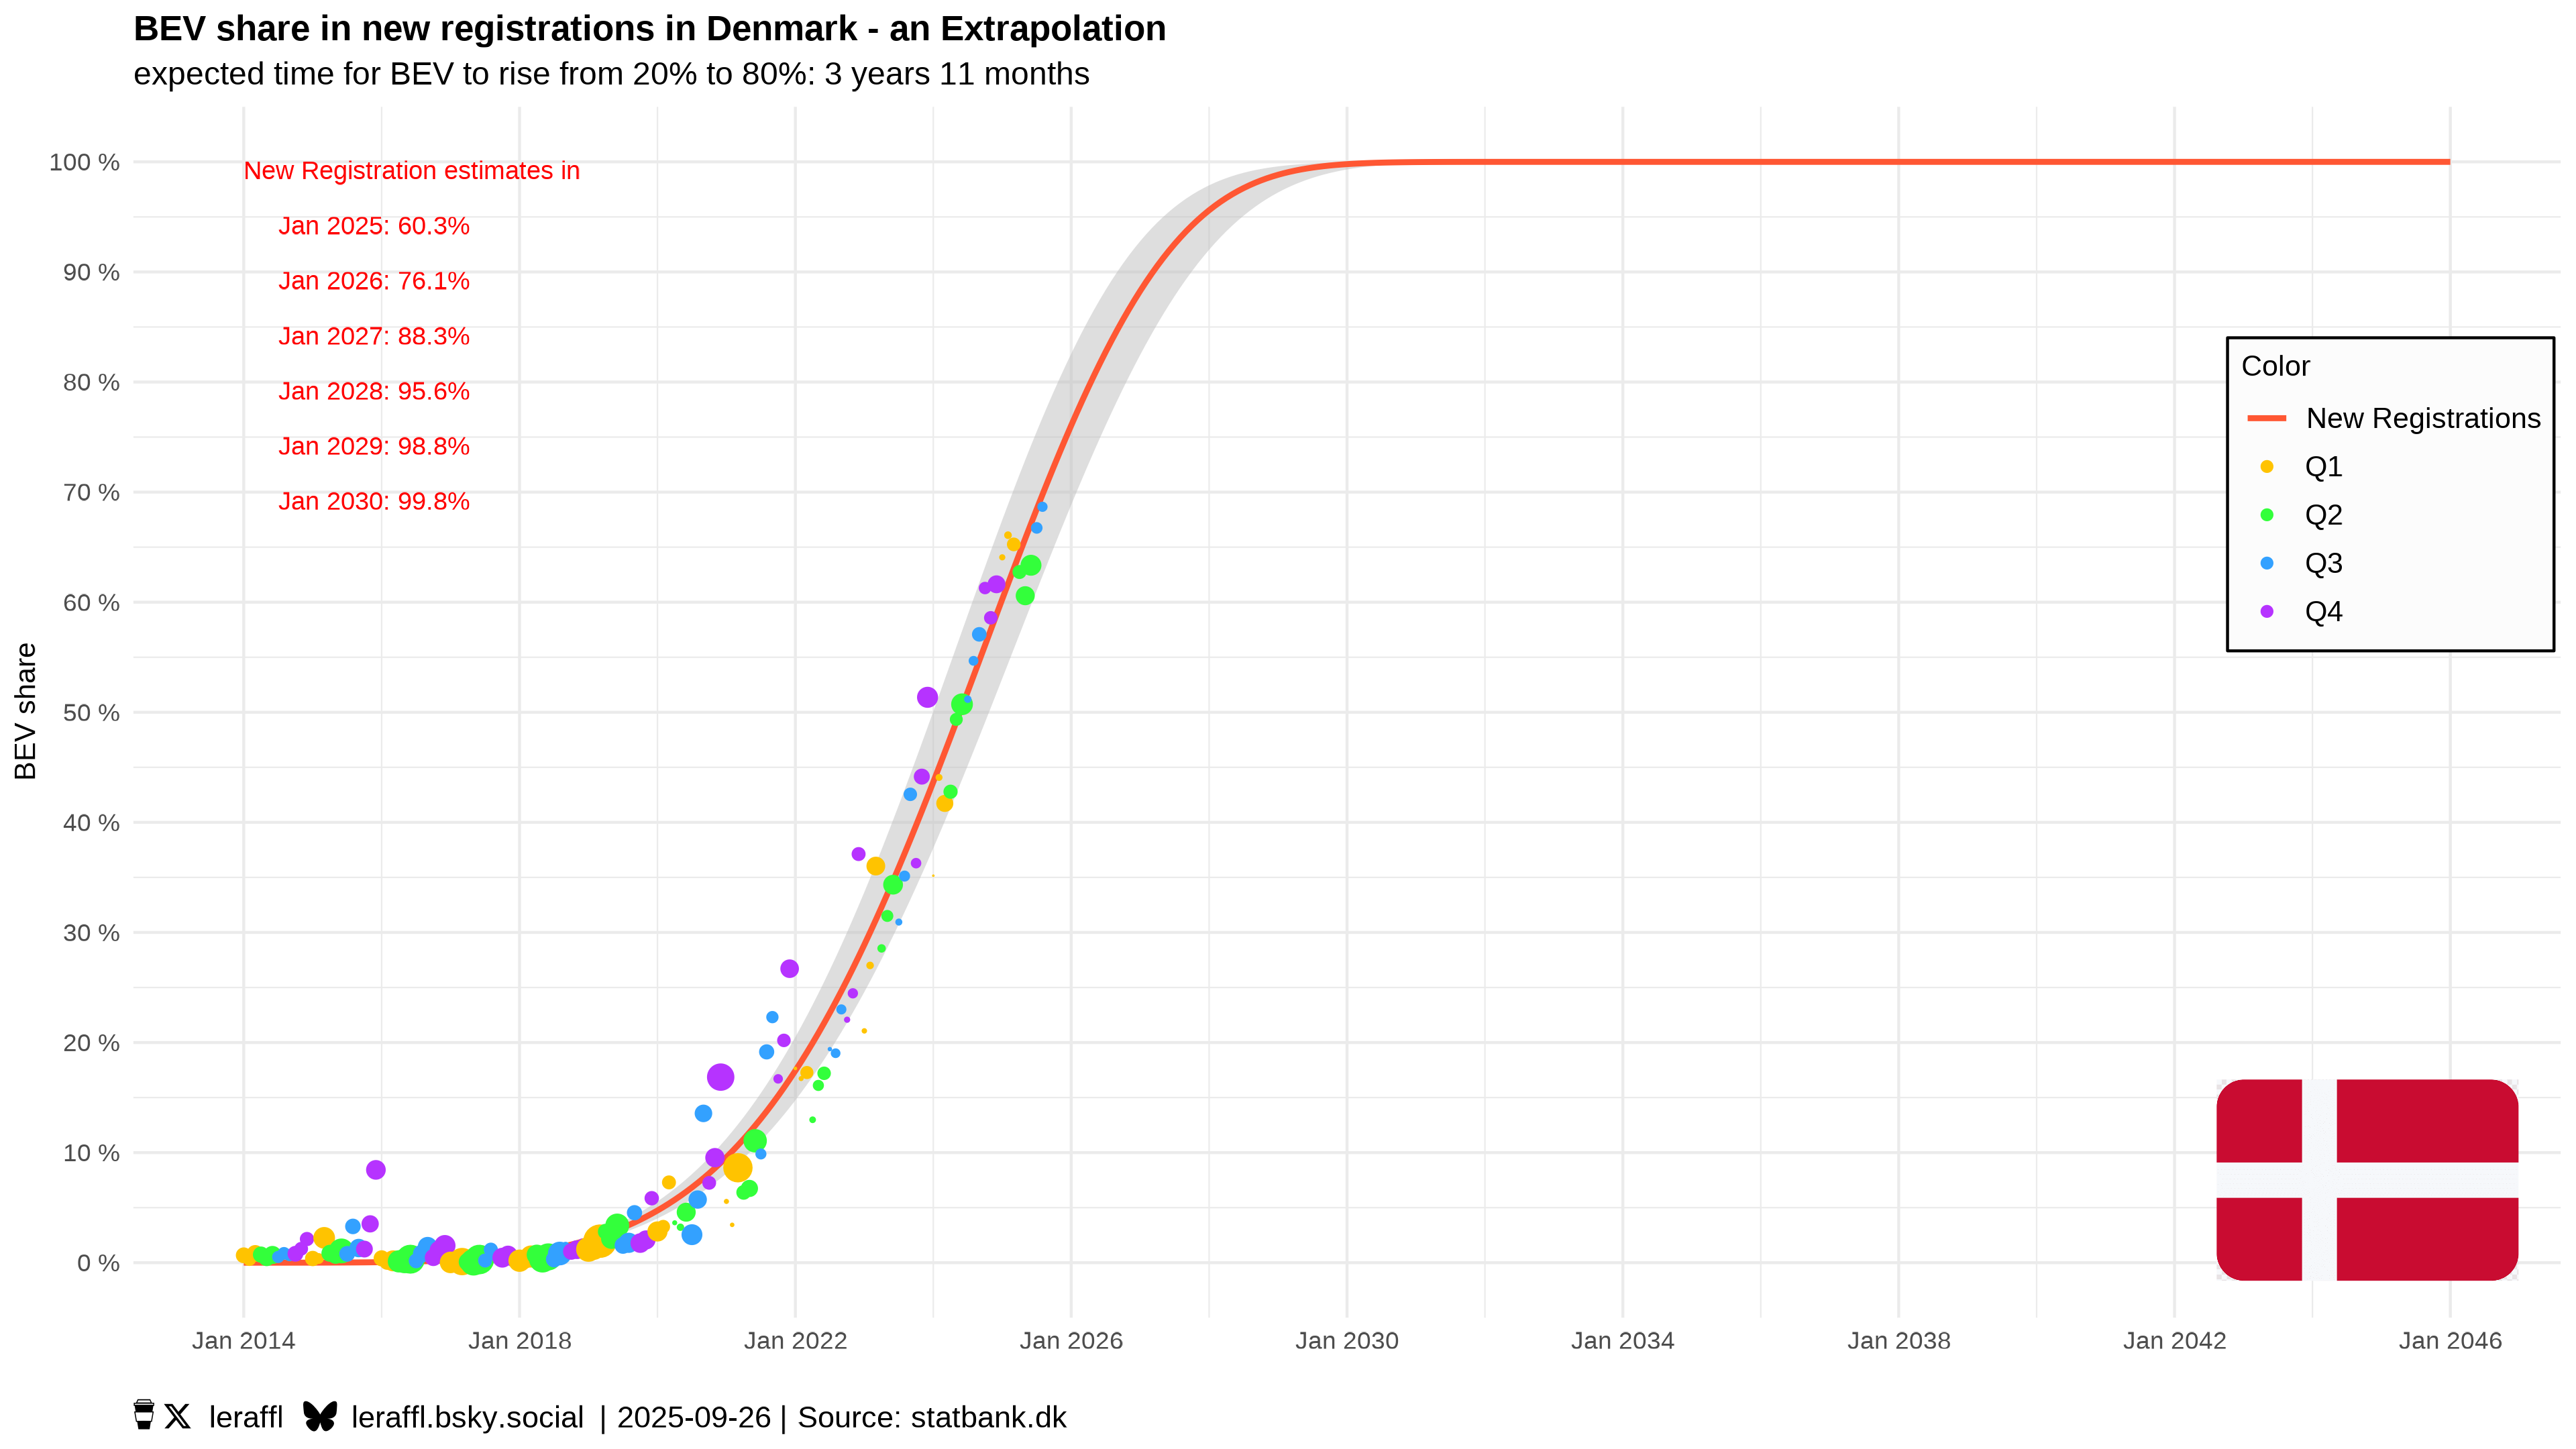 BEV share in new registrations in Denmark - an Extrapolation
expected time for BEV to rise from 20% to 80%: 3 years 11 months
BEV share
100 %
90 %
80 %
70 %
60 %
50 %
40 %
30 %
20 %
10 %
0 %
New Registration estimates in
Jan 2025: 60.3%
Jan 2026: 76.1%
Jan 2027: 88.3%
Jan 2028: 95.6%
Jan 2029: 98.8%
Jan 2030: 99.8%
Color
New Registrations
Q1
Q2
Q3
Q4
Jan 2014 Jan 2018 Jan 2022 Jan 2026 Jan 2030 Jan 2034 Jan 2038 Jan 2042 Jan 2046
leraffl leraffl.bsky.social | 2025-09-26 | Source: statbank.dk